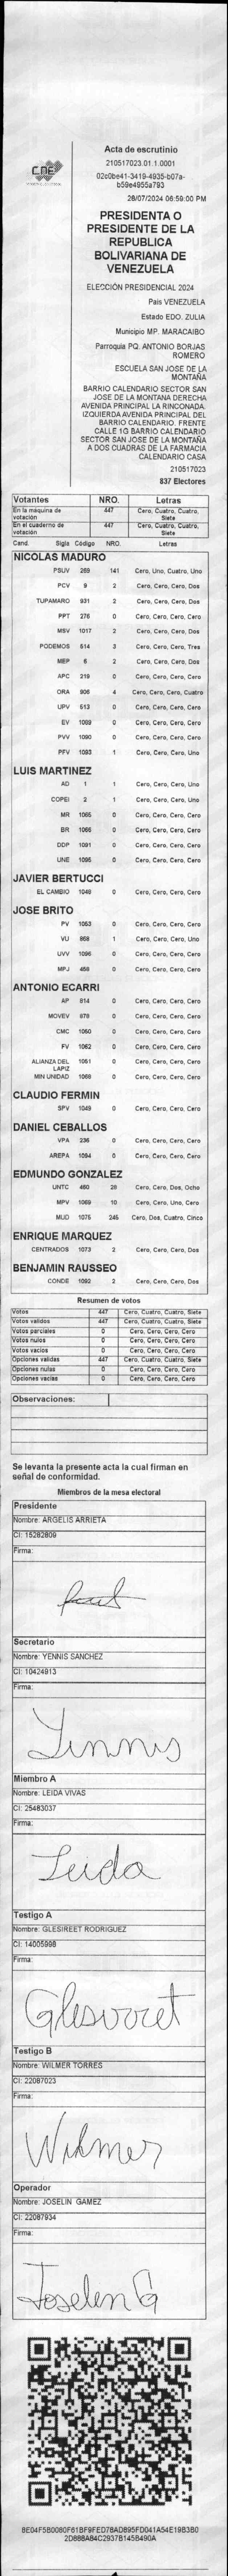 CNE
Acta de escrutinio
210517023.01.1.0001
02c0be41-3419-4935-b07a-
b59e4955a793
28/07/2024 06:59:00 PM
PRESIDENTA O
PRESIDENTE DE LA
REPUBLICA
BOLIVARIANA DE
VENEZUELA
ELECCIÓN PRESIDENCIAL 2024
Pais VENEZUELA
Estado EDO. ZULIA
Municipio MP. MARACAIBO
Parroquia PQ. ANTONIO BORJAS
ROMERO
ESCUELA SAN JOSE DE LA
MONTAÑA
BARRIO CALENDARIO SECTOR SAN
JOSE DE LA MONTANA DERECHA
AVENIDA PRINCIPAL LA RINCONADA.
IZQUIERDA AVENIDA PRINCIPAL DEL
BARRIO CALENDARIO. FRENTE
CALLE 1G BARRIO CALENDARIO
SECTOR SAN JOSE DE LA MONTAÑA
A DOS CUADRAS DE LA FARMACIA
CALENDARIO CASA
210517023
837 Electores
Votantes NRO. Letras
En la máquina de votación 447 Cero, Cuatro, Cuatro, Siete
En el cuaderno de votación 447 Cero, Cuatro, Cuatro, Siete
Cand. Sigla Código NRO. Letras
NICOLAS MADURO
PSUV 269 141 Cero, Uno, Cuatro, Uno
PCV 9 2 Cero, Cero, Cero, Dos
TUPAMARO 931 2 Cero, Cero, Cero, Dos
PPT 276 0 Cero, Cero, Cero, Cero
MSV 1017 2 Cero, Cero, Cero, Dos
PODEMOS 514 3 Cero, Cero, Cero, Tres
MEP 6 2 Cero, Cero, Cero, Dos
APC 219 0 Cero, Cero, Cero, Cero
ORA 906 4 Cero, Cero, Cero, Cuatro
UPV 513 0 Cero, Cero, Cero, Cero
EV 1089 0 Cero, Cero, Cero, Cero
PVV 1090 0 Cero, Cero, Cero, Cero
PFV 1093 1 Cero, Cero, Cero, Uno
LUIS MARTINEZ
AD 1 1 Cero, Cero, Cero, Uno
COPEI 2 1 Cero, Cero, Cero, Uno
MR 1065 0 Cero, Cero, Cero, Cero
BR 1066 0 Cero, Cero, Cero, Cero
DDP 1091 0 Cero, Cero, Cero, Cero
UNE 1095 0 Cero, Cero, Cero, Cero
JAVIER BERTUCCI
EL CAMBIO 1048 0 Cero, Cero, Cero, Cero
JOSE BRITO
PV 1053 0 Cero, Cero, Cero, Cero
VU 868 1 Cero, Cero, Cero, Uno
UVV 1096 0 Cero, Cero, Cero, Cero
MPJ 468 0 Cero, Cero, Cero, Cero
ANTONIO ECARRI
AP 814 0 Cero, Cero, Cero, Cero
MOVEV 978 0 Cero, Cero, Cero, Cero
CMC 1050 0 Cero, Cero, Cero, Cero
FV 1062 0 Cero, Cero, Cero, Cero
ALIANZA DEL LAPIZ 1051 0 Cero, Cero, Cero, Cero
MIN UNIDAD 1068 0 Cero, Cero, Cero, Cero
CLAUDIO FERMIN
SPV 1049 0 Cero, Cero, Cero, Cero
DANIEL CEBALLOS
VPA 236 0 Cero, Cero, Cero, Cero
AREPA 1094 0 Cero, Cero, Cero, Cero
EDMUNDO GONZALEZ
UNTC 460 28 Cero, Cero, Dos, Ocho
MPV 1069 10 Cero, Cero, Uno, Cero
MUD 1075 245 Cero, Dos, Cuatro, Cinco
ENRIQUE MARQUEZ
CENTRADOS 1073 2 Cero, Cero, Cero, Dos
BENJAMIN RAUSSEO
CONDE 1092 2 Cero, Cero, Cero, Dos
Resumen de votos
Votos 447 Cero, Cuatro, Cuatro, Siete
Votos validos 447 Cero, Cuatro, Cuatro, Siete
Votos parciales 0 Cero, Cero, Cero, Cero
Votos nulos 0 Cero, Cero, Cero, Cero
Votos vacios 0 Cero, Cero, Cero, Cero
Opciones validas 447 Cero, Cuatro, Cuatro, Siete
Opciones nulas 0 Cero, Cero, Cero, Cero
Opciones vacias 0 Cero, Cero, Cero, Cero
Observaciones:
Se levanta la presente acta la cual firman en
señal de conformidad.
Miembros de la mesa electoral
Presidente
Nombre: ARGELIS ARRIETA
CI: 15282809
Firma:
Secretario
Nombre: YENNIS SANCHEZ
CI: 10424913
Firma:
Yennis
Miembro A
Nombre: LEIDA VIVAS
CI: 25483037
Firma:
Leida
Testigo A
Nombre: GLESIREET RODRIGUEZ
CI: 14005998
Firma:
Glesireet
Testigo B
Nombre: WILMER TORRES
CI: 22087023
Firma:
Wilmer
Operador
Nombre: JOSELIN GAMEZ
CI: 22087934
Firma:
Joselin G
8E04F5B0080F61BF9FED78AD895FD041A54E19B3B0
2D888A84C2937B145B490A